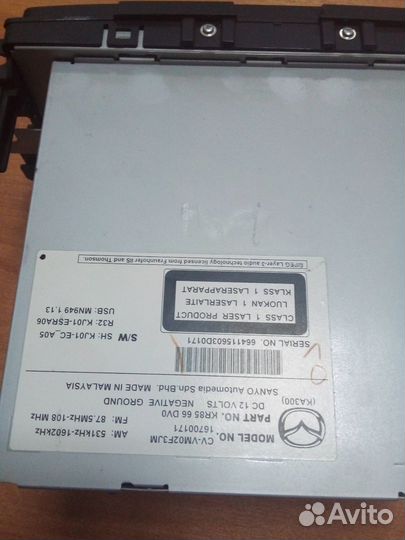 MODEL NO.
CV-VM02F3JM
16700171
PART NO. KR85 66 DV0
(KA300)
DC 12 VOLTS NEGATIVE GROUND
AM: 531kHz-1602kHz
FM: 87.5MHz-108 MHz
SANYO Automedia Sdn Bhd. MADE IN MALAYSIA
SERIAL NO. 66411503D0171
S/W SH: KJ01-EC_A05
R32: KJ01-ESRA06
USB: MN949 1.13
CLASS 1 LASER PRODUCT
LUOKAN 1 LASERLAITE
KLASS 1 LASERAPPARAT
MPEG Layer-3 audio technology licensed from Fraunhofer IIS and Thomson.
Avito